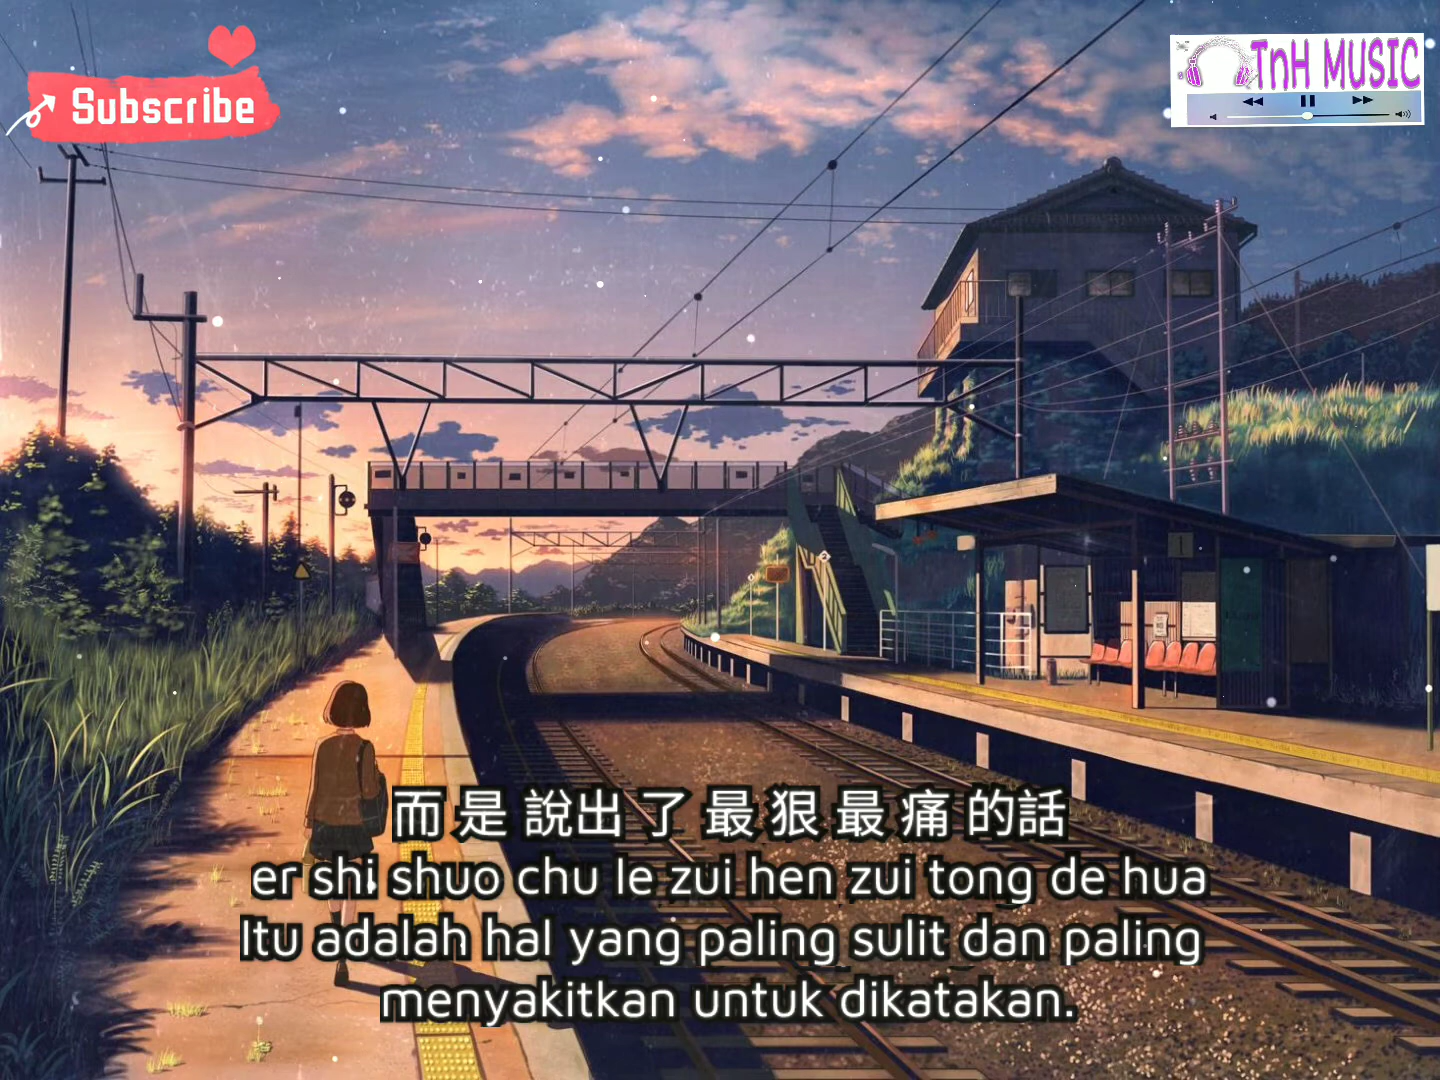 Subscribe
TnH MUSIC
而 是 說出 了 最 狠 最 痛 的話
er shi shuo chu le zui hen zui tong de hua
Itu adalah hal yang paling sulit dan paling
menyakitkan untuk dikatakan.